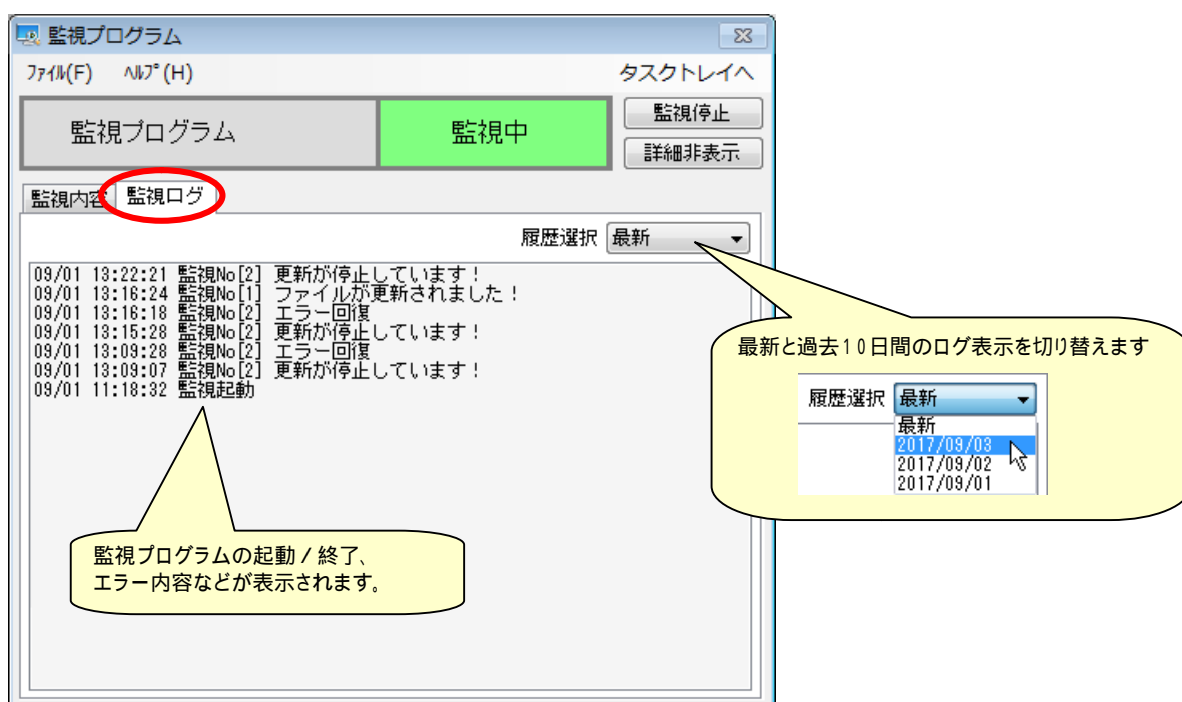 監視プログラム
ﾌｧｲﾙ(F) ﾍﾙﾌﾟ(H) タスクトレイへ
監視プログラム 監視中 監視停止
詳細非表示
監視内容 監視ログ
履歴選択 最新
09/01 13:22:21 監視No[2] 更新が停止しています！
09/01 13:16:24 監視No[1] ファイルが更新されました！
09/01 13:16:18 監視No[2] エラー回復
09/01 13:15:28 監視No[2] 更新が停止しています！
09/01 13:09:28 監視No[2] エラー回復
09/01 13:09:07 監視No[2] 更新が停止しています！
09/01 11:18:32 監視起動
最新と過去１０日間のログ表示を切り替えます
履歴選択 最新
最新
2017/09/03
2017/09/02
2017/09/01
監視プログラムの起動／終了、
エラー内容などが表示されます。